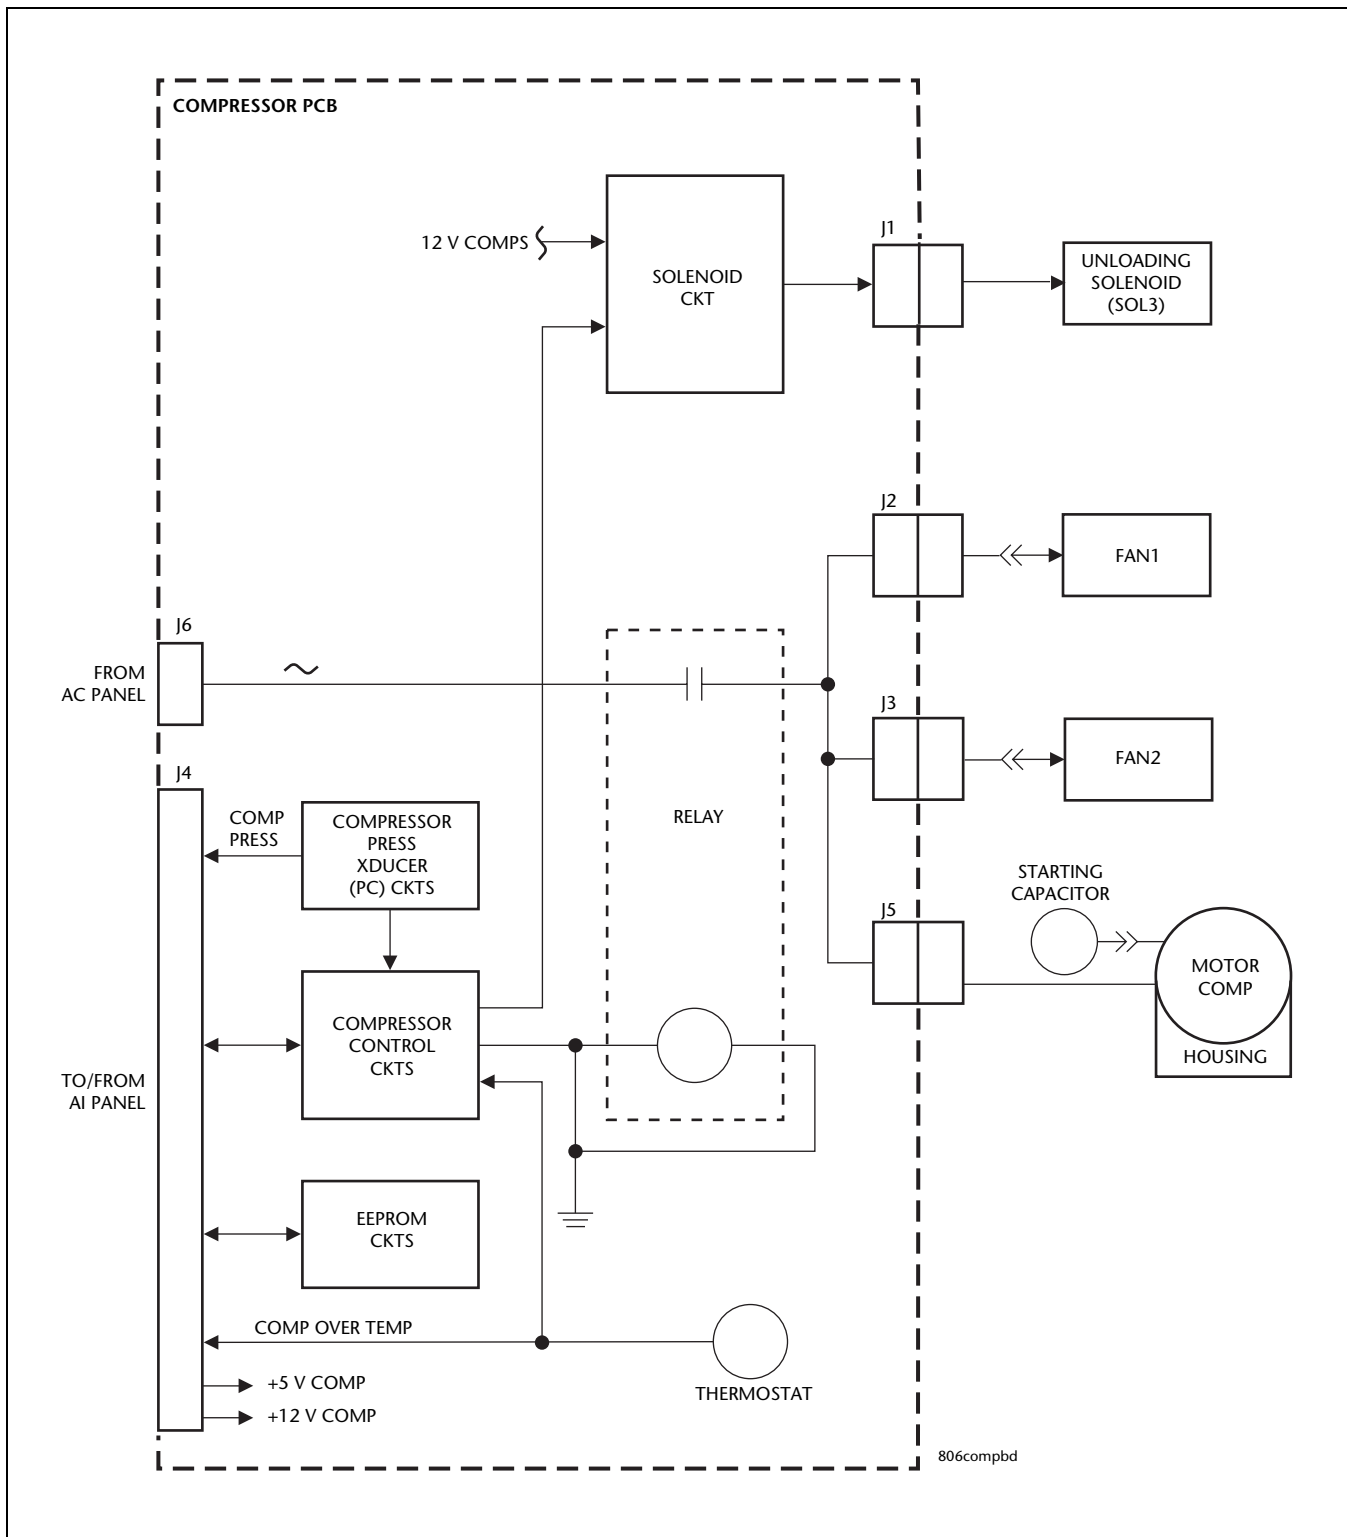 COMPRESSOR PCB
12 V COMPS
SOLENOID
CKT
J1
UNLOADING
SOLENOID
(SOL3)
J2
FAN1
J6
FROM
AC PANEL
J3
FAN2
J4
COMP
PRESS
COMPRESSOR
PRESS
XDUCER
(PC) CKTS
RELAY
STARTING
CAPACITOR
J5
MOTOR
COMP
HOUSING
COMPRESSOR
CONTROL
CKTS
TO/FROM
AI PANEL
EEPROM
CKTS
COMP OVER TEMP
THERMOSTAT
+5 V COMP
+12 V COMP
806compbd